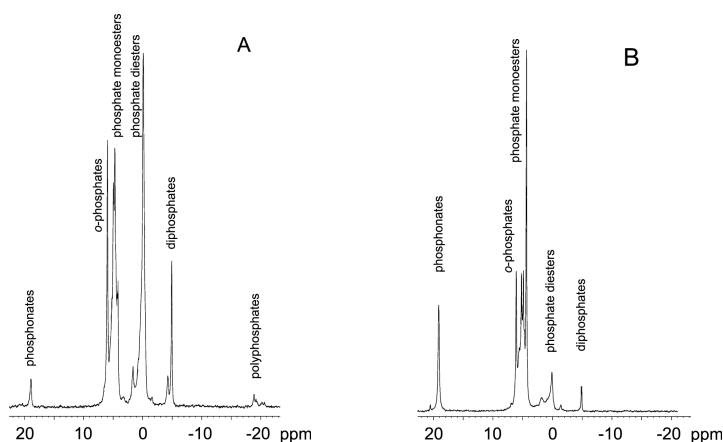 A
phosphonates
o-phosphates
phosphate monoesters
phosphate diesters
diphosphates
polyphosphates
20 10 0 -10 -20 ppm
B
phosphonates
o-phosphates
phosphate monoesters
phosphate diesters
diphosphates
20 10 0 -10 -20 ppm